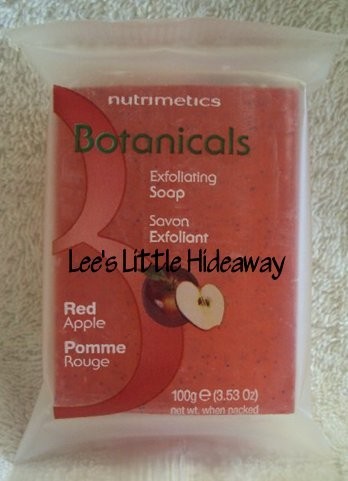 nutrimetics
Botanicals
Exfoliating
Soap
Savon
Exfoliant
Lee's Little Hideaway
Red
Apple
Pomme
Rouge
100g e (3.53 Oz)
net wt. when packed